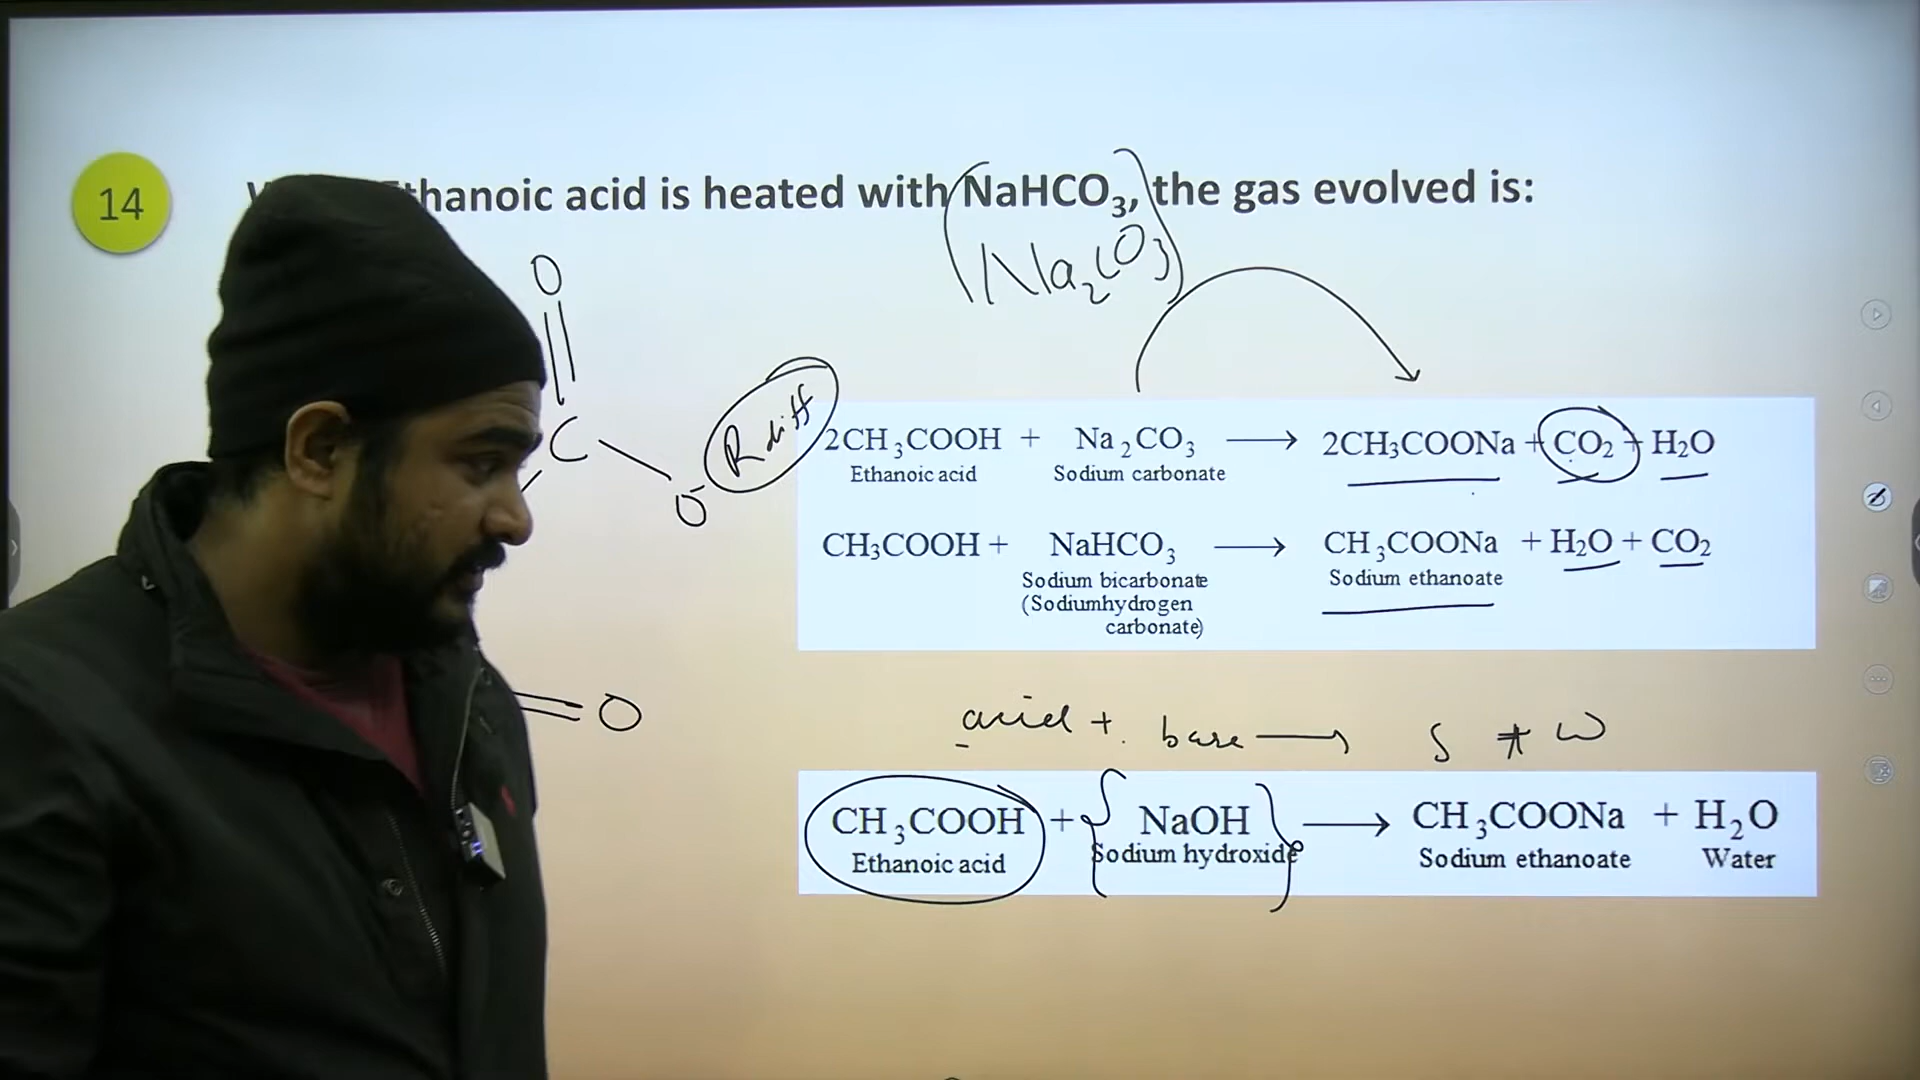 14
Ethanoic acid is heated with NaHCO₃, the gas evolved is:
Na₂CO₃
O
C
O⁻
R diff
2CH₃COOH + Na₂CO₃ ⟶ 2CH₃COONa + CO₂ + H₂O
Ethanoic acid Sodium carbonate
CH₃COOH + NaHCO₃ ⟶ CH₃COONa + H₂O + CO₂
Sodium bicarbonate Sodium ethanoate
(Sodiumhydrogen
carbonate)
O
acid + base ⟶ S + W
CH₃COOH + { NaOH } ⟶ CH₃COONa + H₂O
Ethanoic acid Sodium hydroxide Sodium ethanoate Water